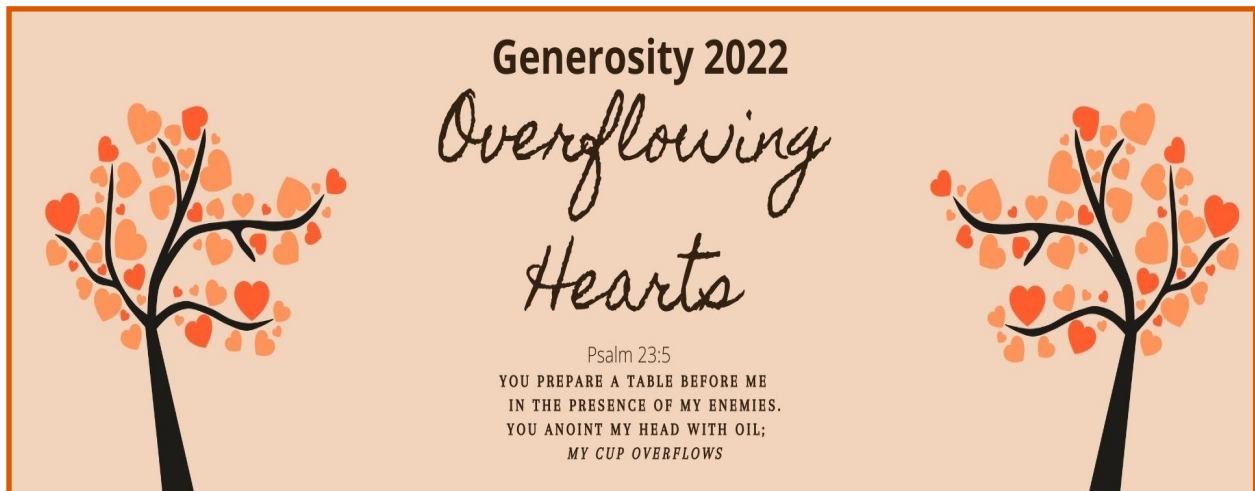 Generosity 2022
Overflowing
Hearts
Psalm 23:5
YOU PREPARE A TABLE BEFORE ME
IN THE PRESENCE OF MY ENEMIES.
YOU ANOINT MY HEAD WITH OIL;
MY CUP OVERFLOWS